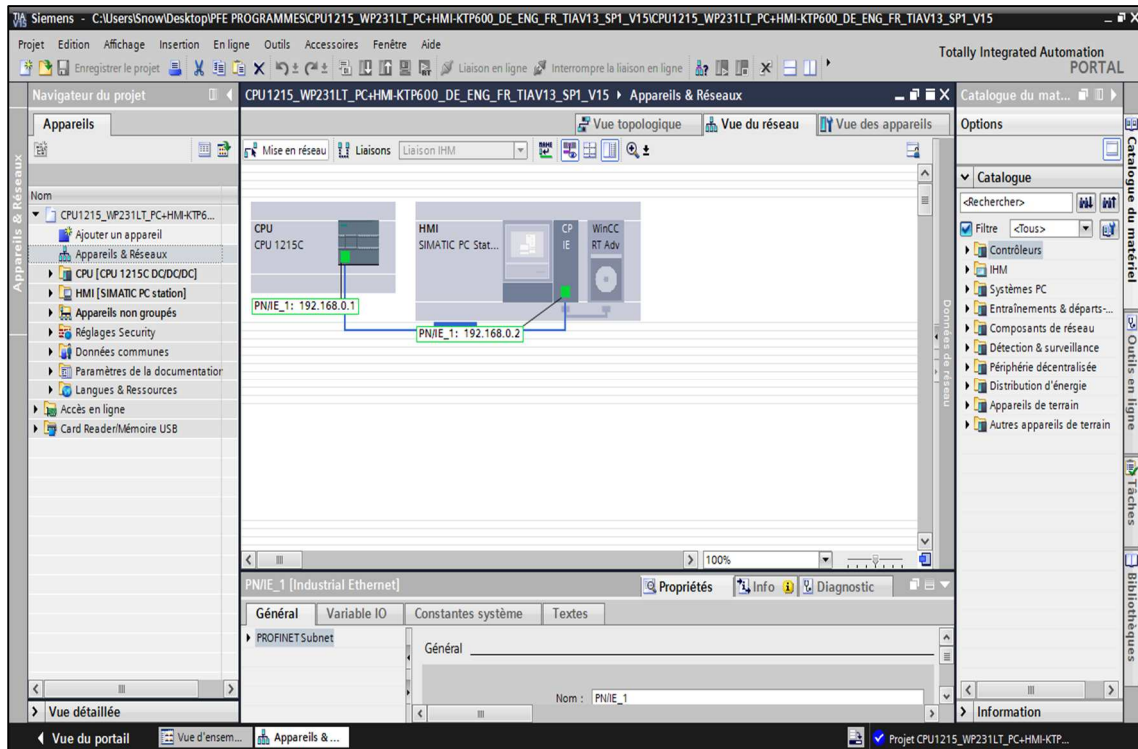 Siemens - C:\Users\Snow\Desktop\PFE PROGRAMMES\CPU1215_WP231LT_PC+HMI-KTP600_DE_ENG_FR_TIAV13_SP1_V15\CPU1215_WP231LT_PC+HMI-KTP600_DE_ENG_FR_TIAV13_SP1_V15
Projet Edition Affichage Insertion En ligne Outils Accessoires Fenêtre Aide
Totally Integrated Automation
PORTAL
Enregistrer le projet Liaison en ligne Interrompre la liaison en ligne
Navigateur du projet
Appareils
Nom
CPU1215_WP231LT_PC+HMI-KTP6...
Ajouter un appareil
Appareils & Réseaux
CPU [CPU 1215C DC/DC/DC]
HMI [SIMATIC PC station]
Appareils non groupés
Réglages Security
Données communes
Paramètres de la documentation
Langues & Ressources
Accès en ligne
Card Reader/Mémoire USB
Vue détaillée
Appareils & Réseaux
CPU1215_WP231LT_PC+HMI-KTP600_DE_ENG_FR_TIAV13_SP1_V15 Appareils & Réseaux
Vue topologique Vue du réseau Vue des appareils
Mise en réseau Liaisons Liaison IHM
CPU
CPU 1215C
HMI
SIMATIC PC Stat...
CP
IE
WinCC
RT Adv
PN/IE_1: 192.168.0.1
PN/IE_1: 192.168.0.2
100%
Données de réseau
PN/IE_1 [Industrial Ethernet]
Propriétés Info Diagnostic
Général Variable IO Constantes système Textes
PROFINET Subnet
Général
Nom : PN/IE_1
Catalogue du mat...
Options
Catalogue
<Rechercher>
Filtre <Tous>
Contrôleurs
IHM
Systèmes PC
Entraînements & départs-...
Composants de réseau
Détection & surveillance
Périphérie décentralisée
Distribution d'énergie
Appareils de terrain
Autres appareils de terrain
Information
Catalogue du matériel
Outils en ligne
Tâches
Bibliothèques
Vue du portail Vue d'ensem... Appareils & ...
Projet CPU1215_WP231LT_PC+HMI-KTP...